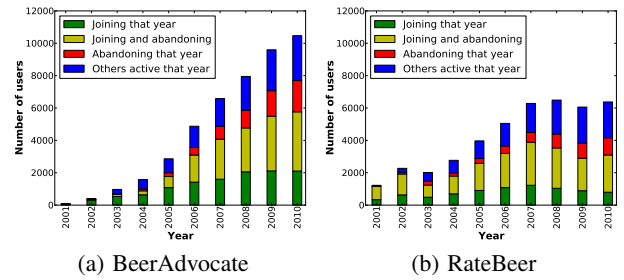 12000
10000
8000
6000
4000
2000
0
Number of users
Joining that year
Joining and abandoning
Abandoning that year
Others active that year
2001
2002
2003
2004
2005
2006
2007
2008
2009
2010
Year
(a) BeerAdvocate
12000
10000
8000
6000
4000
2000
0
Number of users
Joining that year
Joining and abandoning
Abandoning that year
Others active that year
2001
2002
2003
2004
2005
2006
2007
2008
2009
2010
Year
(b) RateBeer